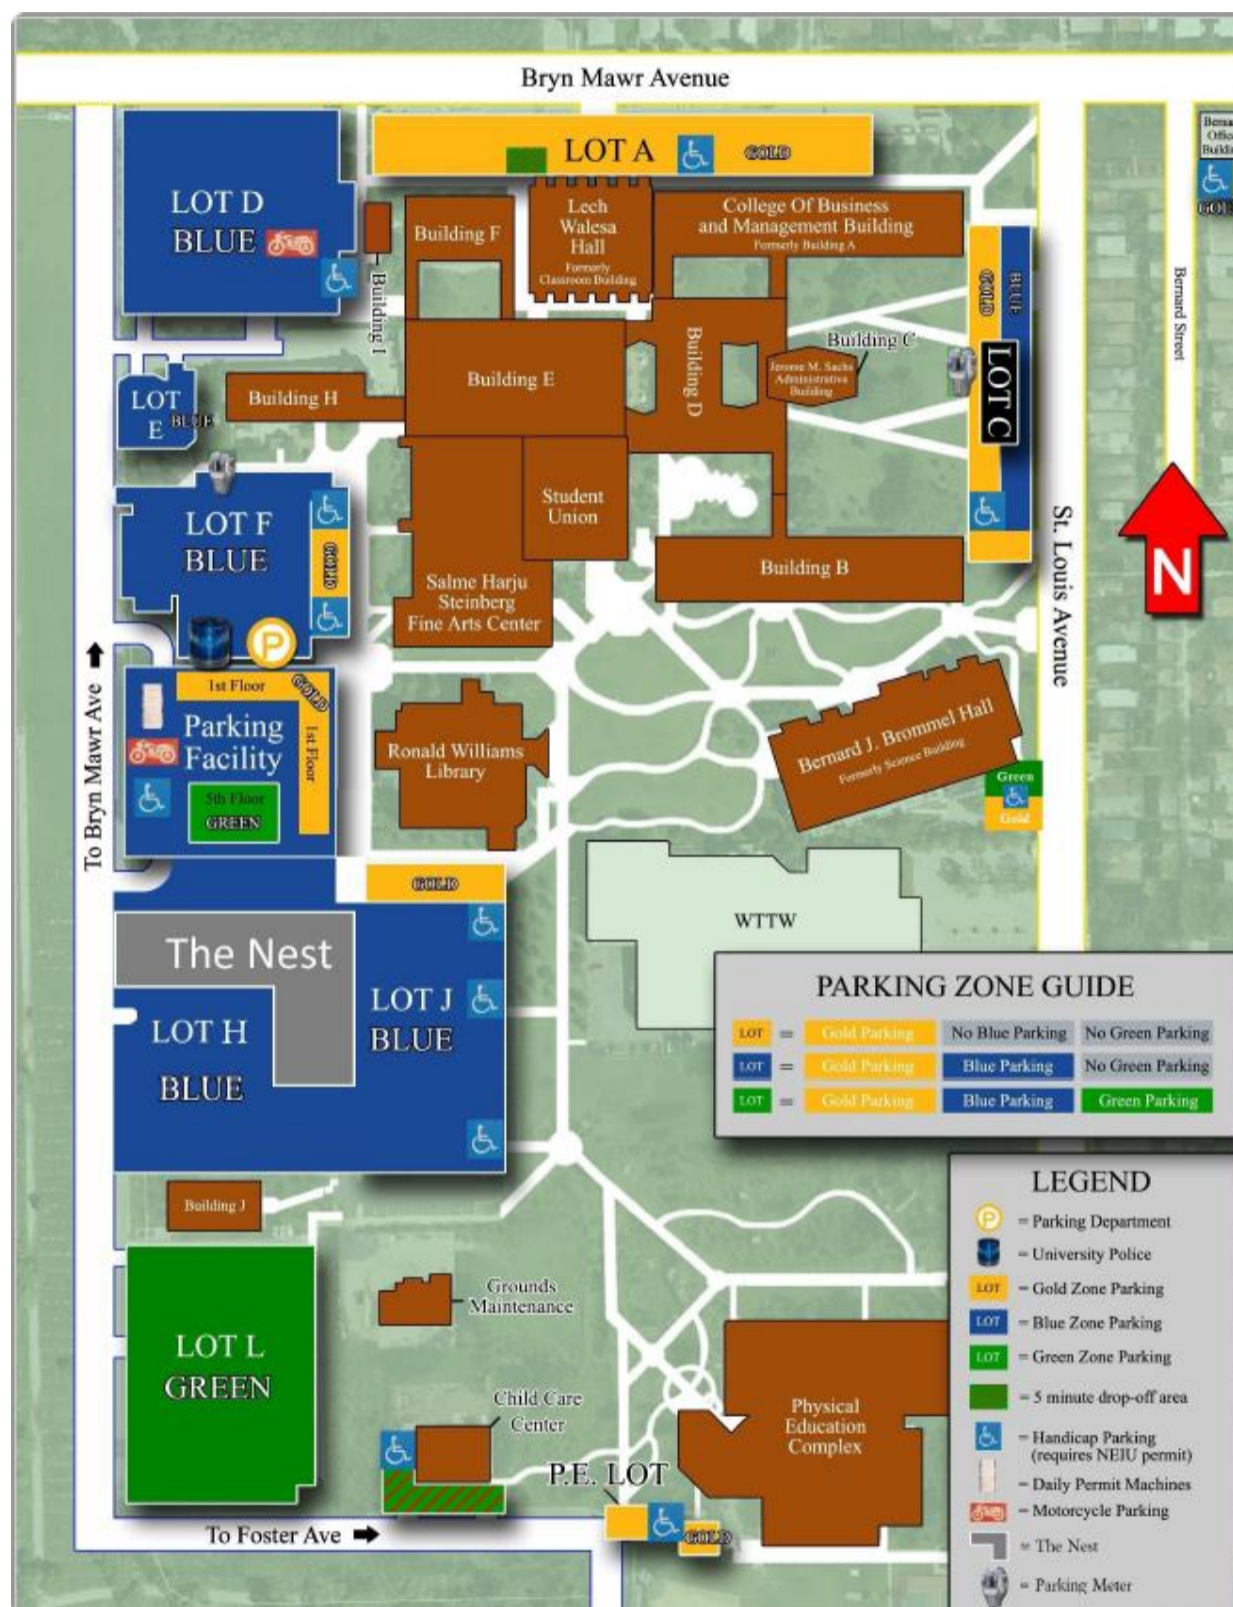 Bryn Mawr Avenue
LOT D
BLUE
LOT A
GOLD
Building F
Lech
Walesa
Hall
Formerly
Classroom Building
College Of Business
and Management Building
Formerly Building A
Building I
GOLD
BLUE
LOT C
Bernard Street
LOT
E
BLUE
Building H
Building E
Building D
Building C
Jerome M. Sachs
Administrative
Building
LOT F
BLUE
GOLD
Student
Union
Salme Harju
Steinberg
Fine Arts Center
Building B
St. Louis Avenue
N
P
To Bryn Mawr Ave
1st Floor
GOLD
1st Floor
Parking
Facility
5th Floor
GREEN
Ronald Williams
Library
Bernard J. Brommel Hall
Formerly Science Building
Green
Gold
GOLD
The Nest
LOT J
BLUE
LOT H
BLUE
WTTW
PARKING ZONE GUIDE
LOT = Gold Parking No Blue Parking No Green Parking
LOT = Gold Parking Blue Parking No Green Parking
LOT = Gold Parking Blue Parking Green Parking
Building J
LOT L
GREEN
Grounds
Maintenance
Child Care
Center
P.E. LOT
GOLD
Physical
Education
Complex
To Foster Ave
LEGEND
P = Parking Department
= University Police
LOT = Gold Zone Parking
LOT = Blue Zone Parking
LOT = Green Zone Parking
= 5 minute drop-off area
= Handicap Parking
(requires NEIU permit)
= Daily Permit Machines
= Motorcycle Parking
= The Nest
= Parking Meter